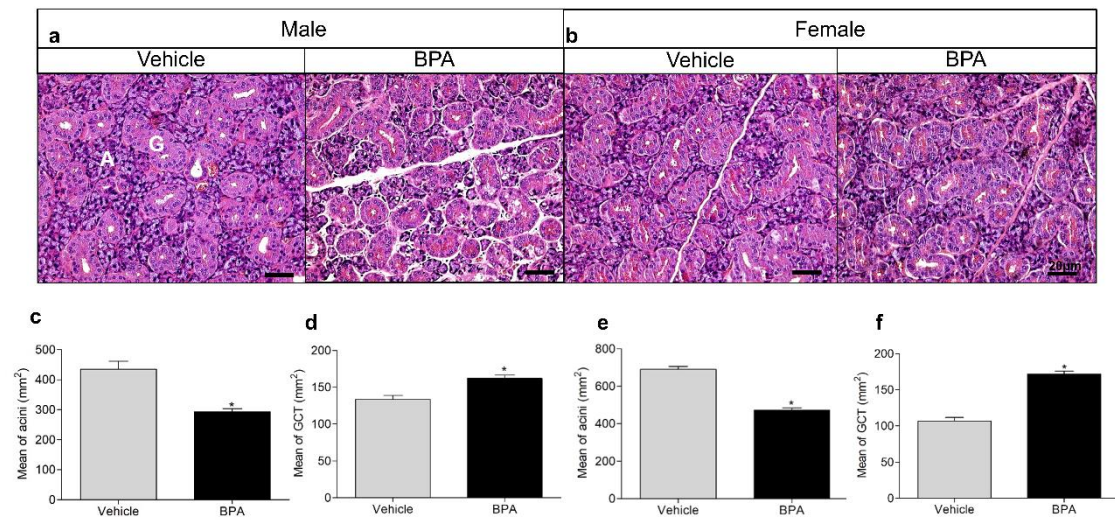 a
Male
b
Female
Vehicle
BPA
Vehicle
BPA
A
G
20µm
c
Mean of acini (mm²)
500
400
300
200
100
0
*
Vehicle
BPA
d
Mean of GCT (mm²)
200
150
100
50
0
*
Vehicle
BPA
e
Mean of acini (mm²)
800
600
400
200
0
*
Vehicle
BPA
f
Mean of GCT (mm²)
200
150
100
50
0
*
Vehicle
BPA